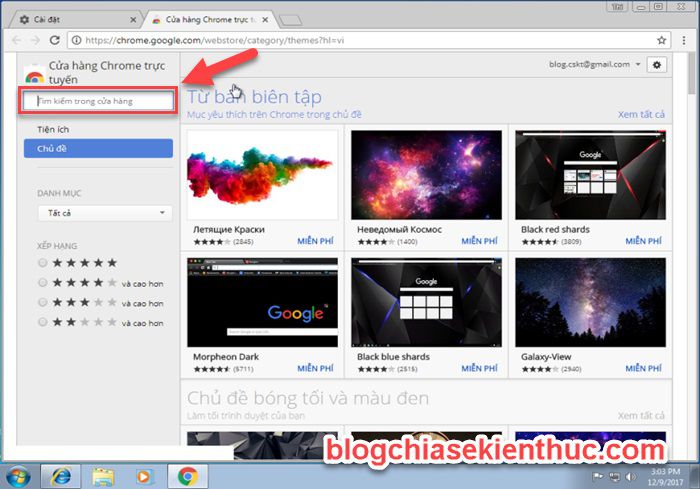 Cài đặt
Cửa hàng Chrome trực t
https://chrome.google.com/webstore/category/themes?hl=vi
Cửa hàng Chrome trực tuyến
blog.cskt@gmail.com
Tìm kiếm trong cửa hàng
Tiện ích
Chủ đề
DANH MỤC
Tất cả
XẾP HẠNG
và cao hơn
và cao hơn
và cao hơn
Từ ban biên tập
Mục yêu thích trên Chrome trong chủ đề
Xem tất cả
Летящие Краски
(2845)
MIỄN PHÍ
Неведомый Космос
(1400)
MIỄN PHÍ
Google
Black red shards
(3809)
MIỄN PHÍ
Google
Morpheon Dark
(5711)
MIỄN PHÍ
Google
Black blue shards
(2515)
MIỄN PHÍ
Galaxy-View
(2940)
MIỄN PHÍ
Chủ đề bóng tối và màu đen
Làm tối trình duyệt của bạn
Xem tất cả
blogchiasekienthuc.com
3:03 PM
12/9/2017